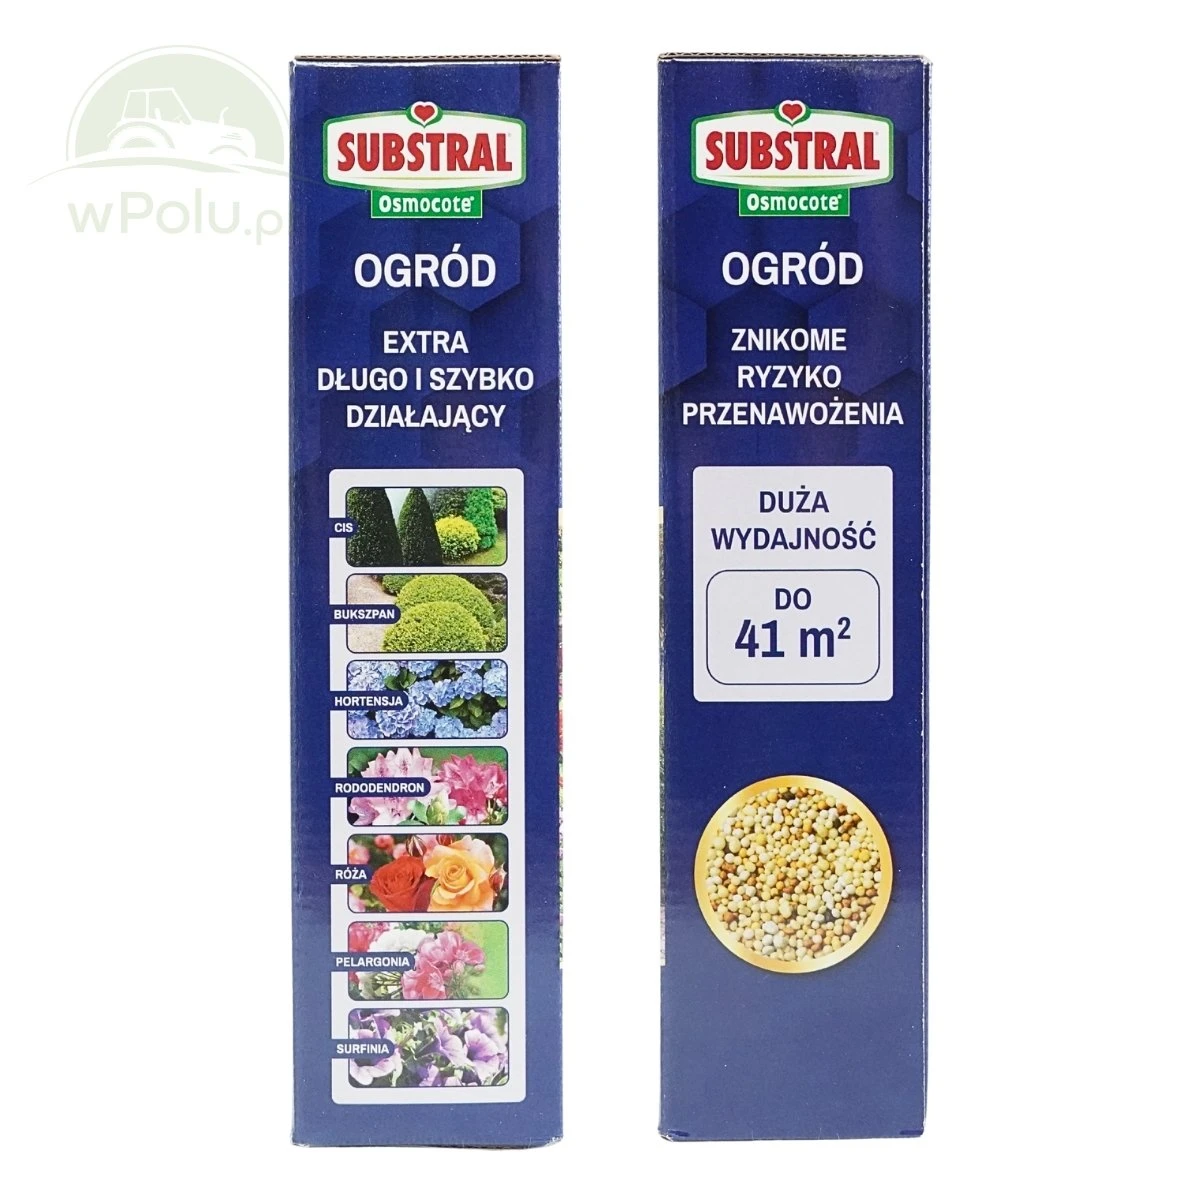 wPolu.p
SUBSTRAL®
Osmocote®
OGRÓD
EXTRA
DŁUGO I SZYBKO
DZIAŁAJĄCY
CIS
BUKSZPAN
HORTENSJA
RODODENDRON
RÓŻA
PELARGONIA
SURFINIA
SUBSTRAL®
Osmocote®
OGRÓD
ZNIKOME
RYZYKO
PRZENAWOŻENIA
DUŻA
WYDAJNOŚĆ
DO
41 m²